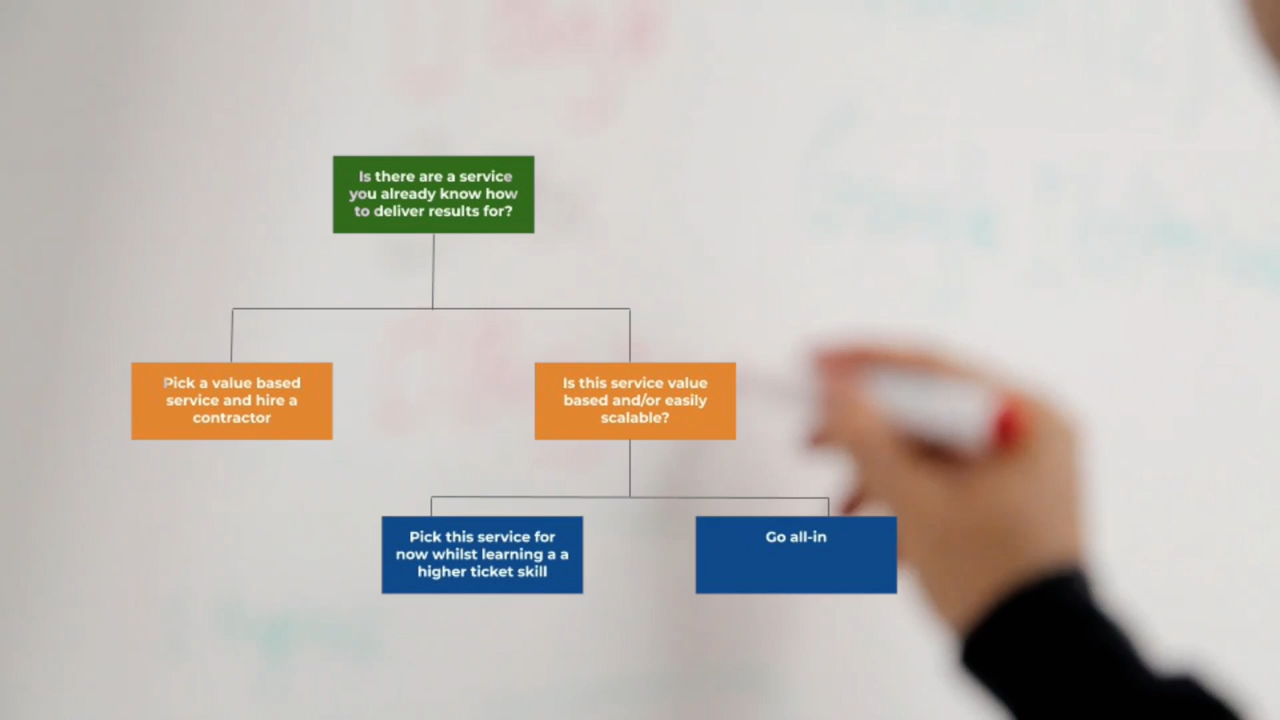 Is there are a service
you already know how
to deliver results for?
Pick a value based
service and hire a
contractor
Is this service value
based and/or easily
scalable?
Pick this service for
now whilst learning a a
higher ticket skill
Go all-in